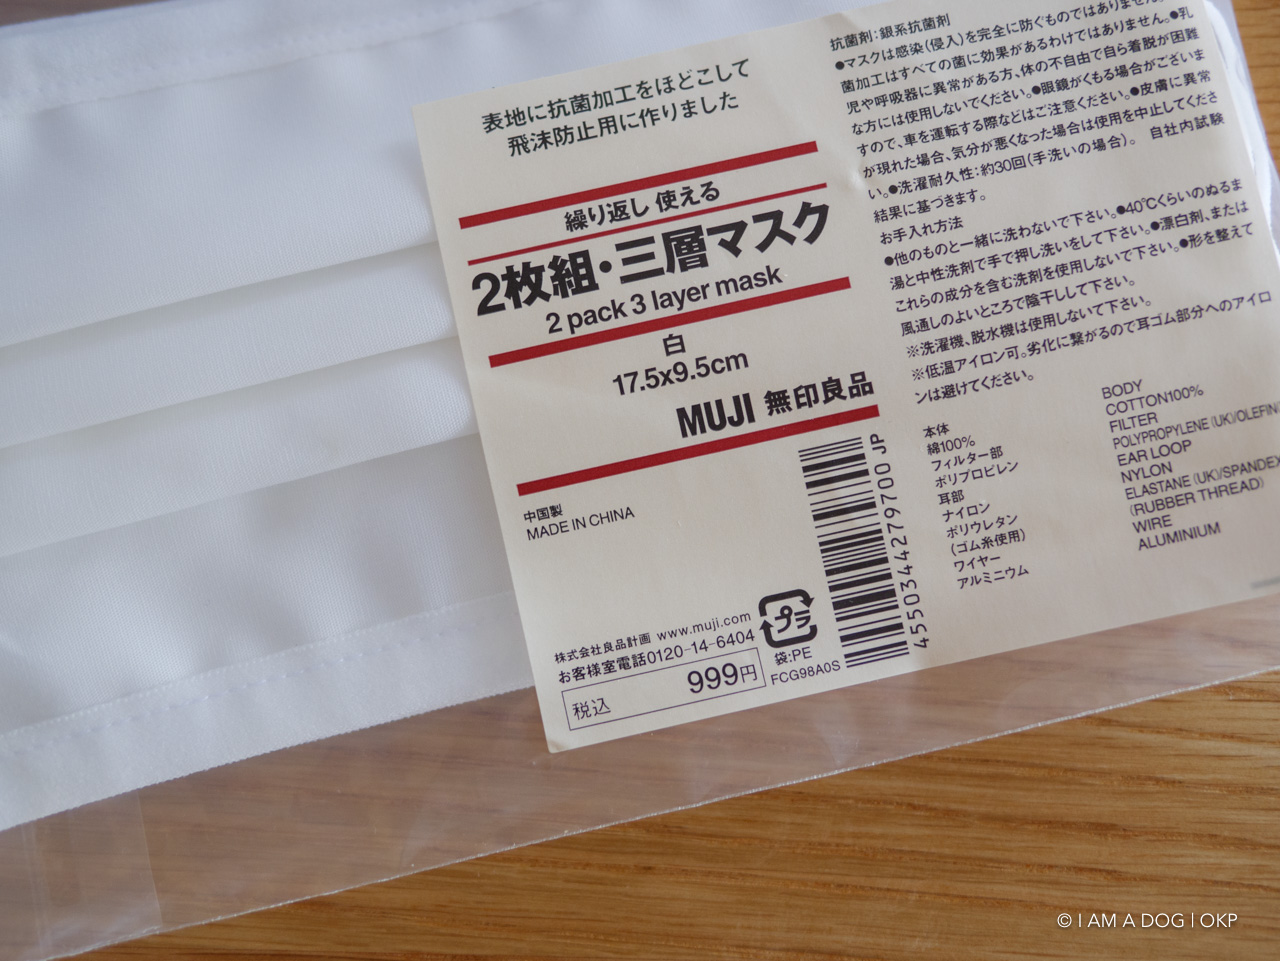 表地に抗菌加工をほどこして
飛沫防止用に作りました
繰り返し使える
2枚組・三層マスク
2 pack 3 layer mask
白
17.5x9.5cm
MUJI 無印良品
中国製
MADE IN CHINA
株式会社良品計画 www.muji.com
お客様室電話0120-14-6404
税込 999円
プラ
袋:PE
FCG98A0S
4550344279700 JP
抗菌剤:銀系抗菌剤
●マスクは感染(侵入)を完全に防ぐものではありません。
菌加工はすべての菌に効果があるわけではありません。●乳
児や呼吸器に異常がある方、体の不自由で自ら着脱が困難
な方には使用しないでください。●眼鏡がくもる場合がございま
すので、車を運転する際などはご注意ください。●皮膚に異常
が現れた場合、気分が悪くなった場合は使用を中止してくださ
い。●洗濯耐久性:約30回(手洗いの場合)。 自社内試験
結果に基づきます。
お手入れ方法
●他のものと一緒に洗わないで下さい。●40℃くらいのぬるま
湯と中性洗剤で手で押し洗いをして下さい。●漂白剤、または
これらの成分を含む洗剤を使用しないで下さい。●形を整えて
風通しのよいところで陰干しして下さい。
※洗濯機、脱水機は使用しないで下さい。
※低温アイロン可。劣化に繋がるので耳ゴム部分へのアイロ
ンは避けてください。
本体
綿100%
フィルター部
ポリプロピレン
耳部
ナイロン
ポリウレタン
(ゴム糸使用)
ワイヤー
アルミニウム
BODY
COTTON100%
FILTER
POLYPROPYLENE (UK)/OLEFIN
EAR LOOP
NYLON
ELASTANE (UK)/SPANDEX
(RUBBER THREAD)
WIRE
ALUMINIUM
© I AM A DOG | OKP